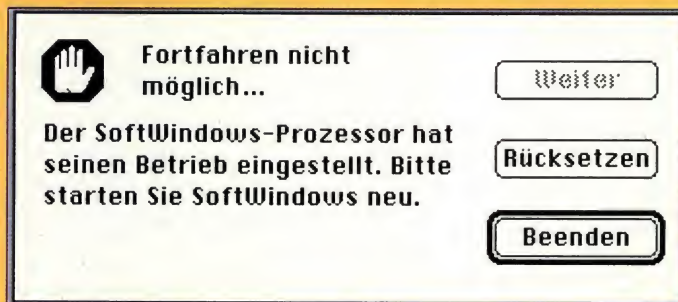 Fortfahren nicht
möglich...
Der SoftWindows-Prozessor hat
seinen Betrieb eingestellt. Bitte
starten Sie SoftWindows neu.
Weiter
Rücksetzen
Beenden